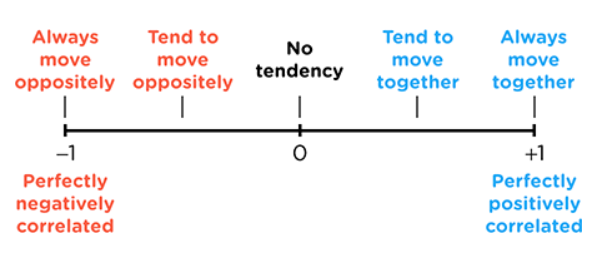 Always
move
oppositely
Tend to
move
oppositely
No
tendency
Tend to
move
together
Always
move
together
–1
0
+1
Perfectly
negatively
correlated
Perfectly
positively
correlated